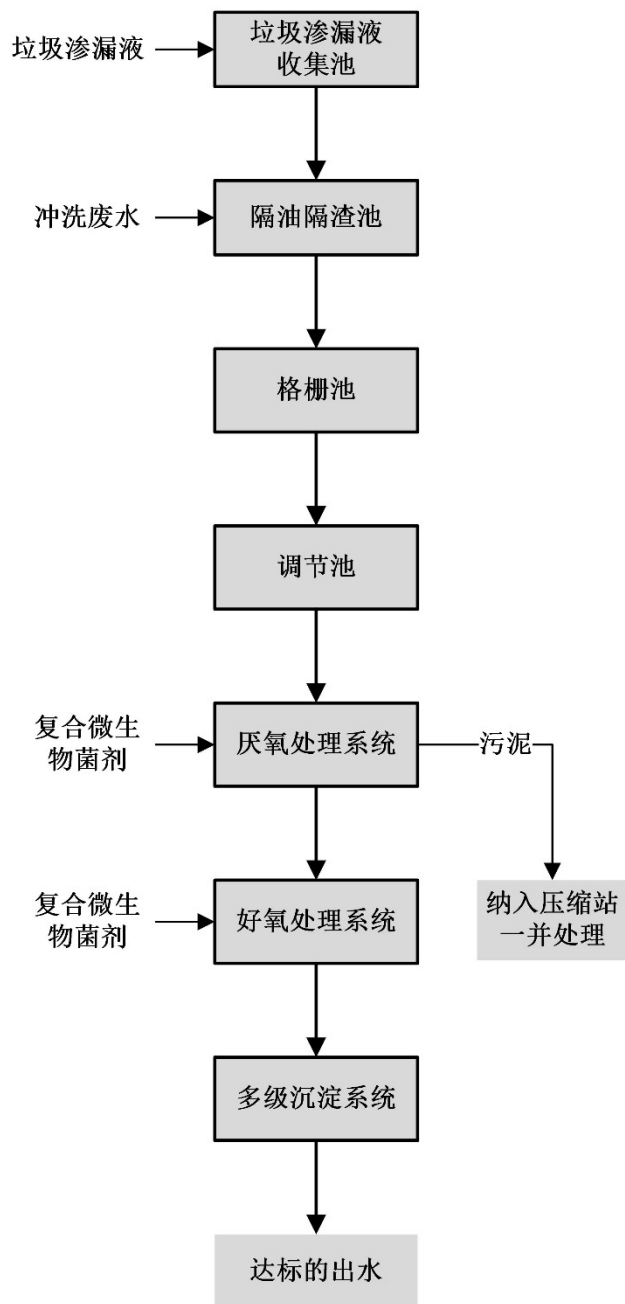 垃圾渗漏液
垃圾渗漏液
收集池
冲洗废水
隔油隔渣池
格栅池
调节池
复合微生
物菌剂
厌氧处理系统
污泥
复合微生
物菌剂
好氧处理系统
纳入压缩站
一并处理
多级沉淀系统
达标的出水